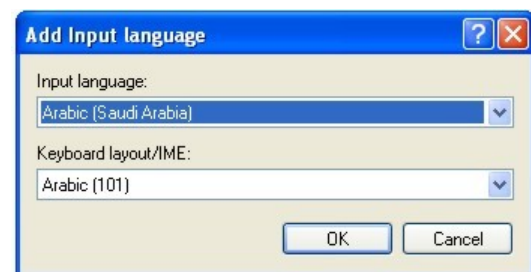 Add Input language
Input language:
Arabic (Saudi Arabia)
Keyboard layout/IME:
Arabic (101)
OK Cancel